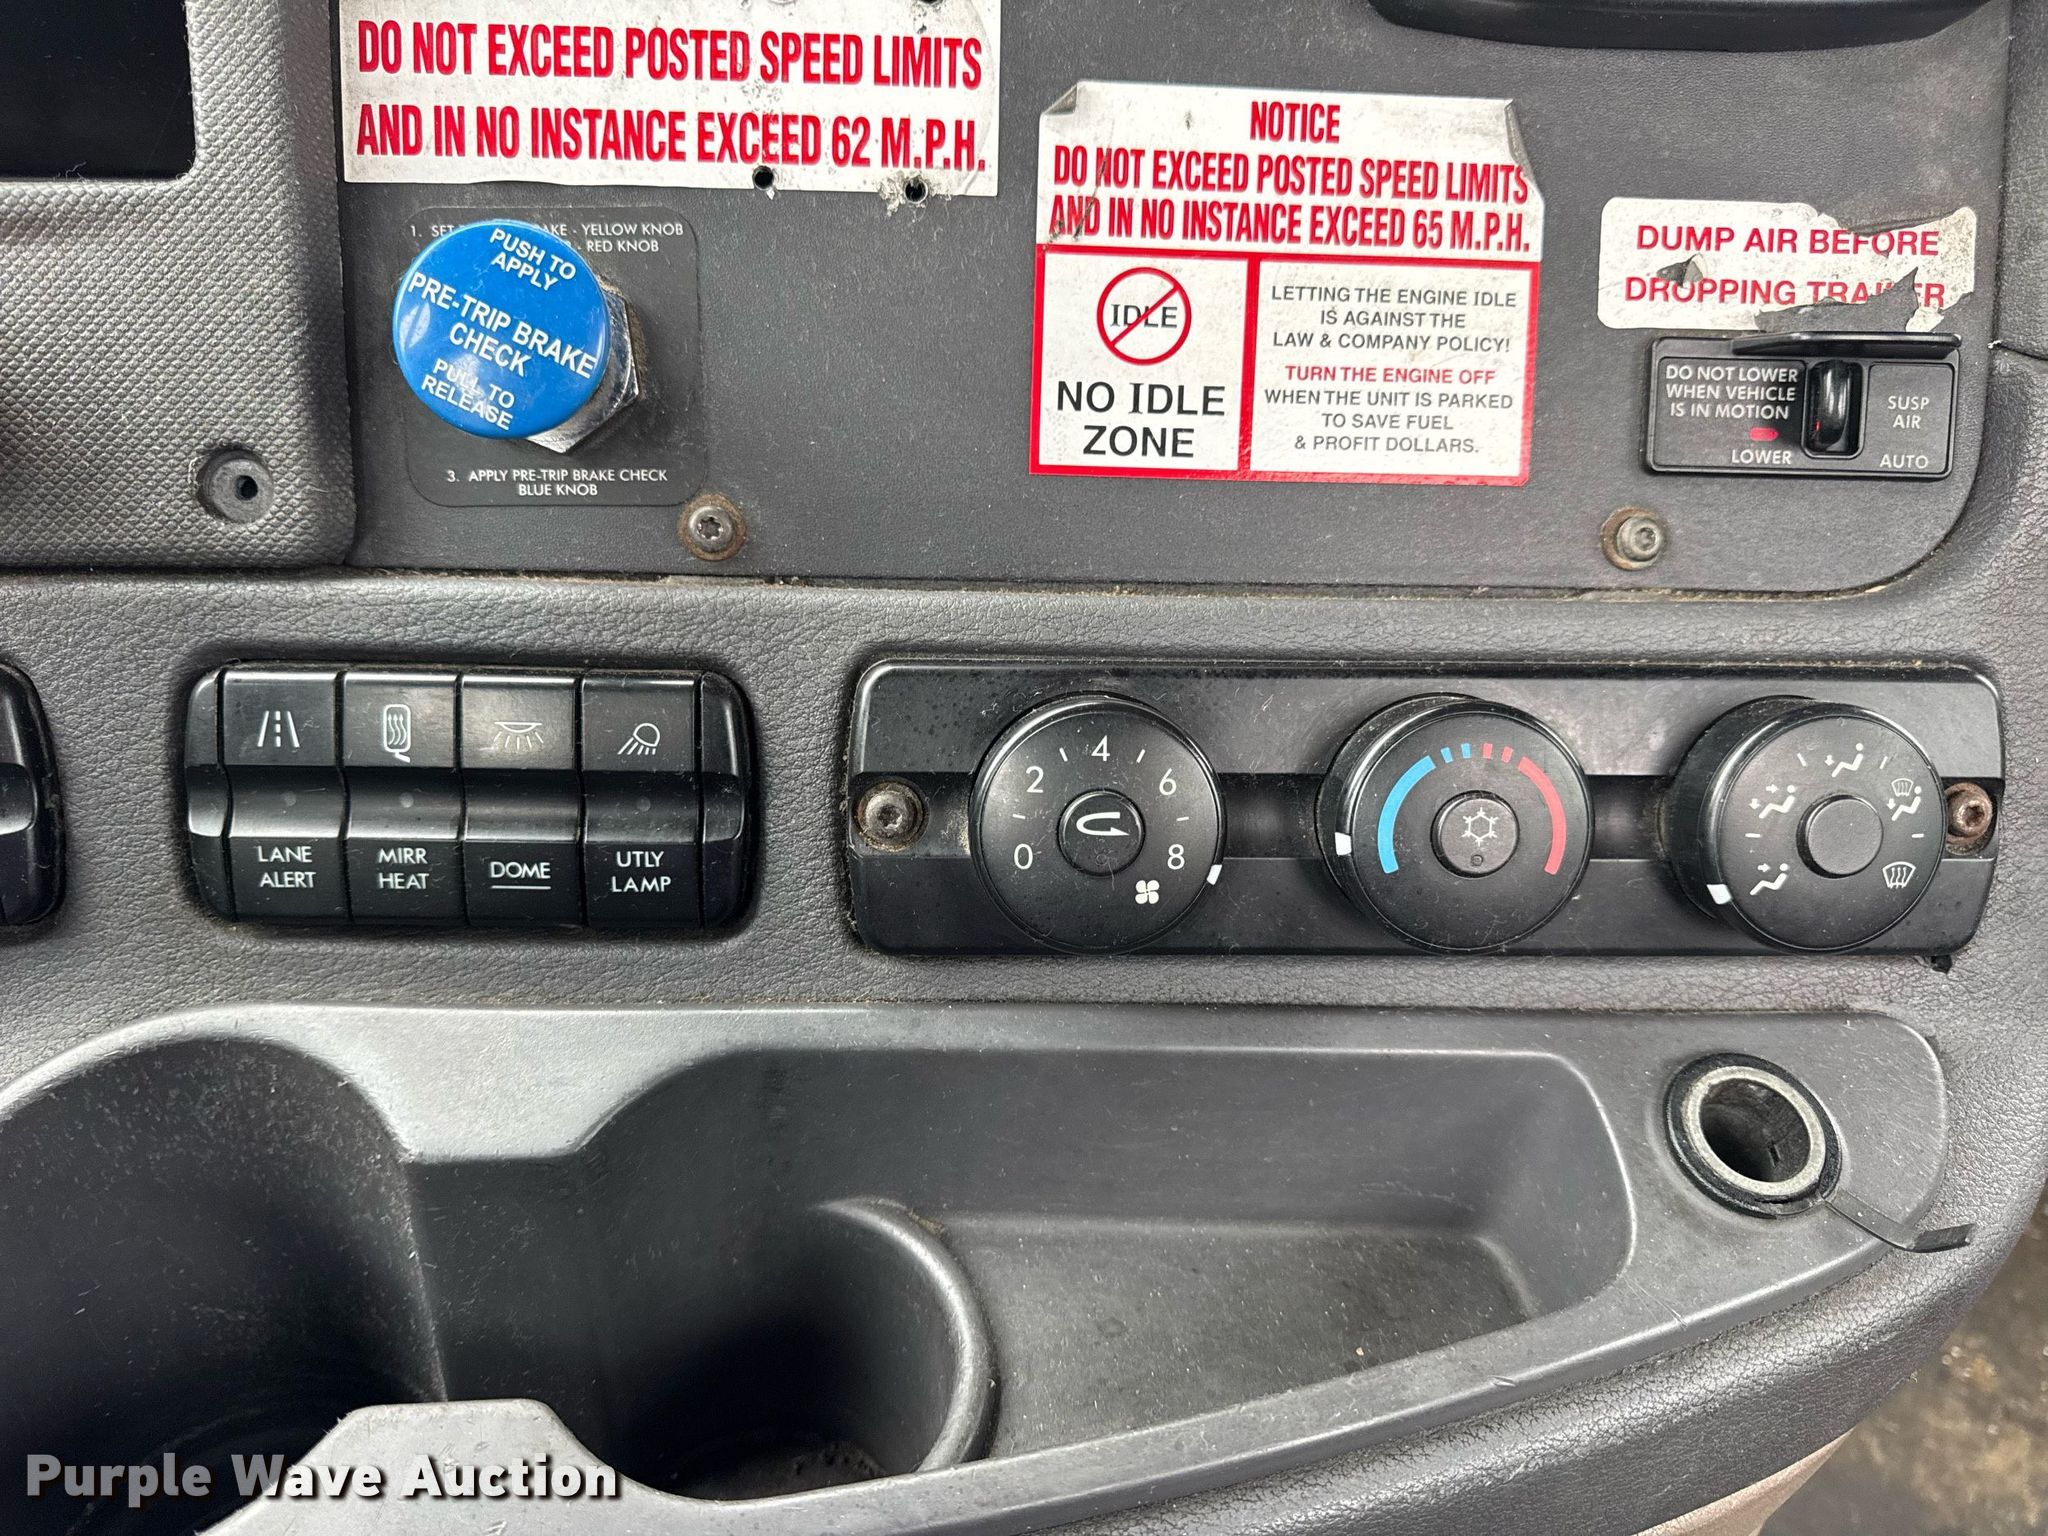 DO NOT EXCEED POSTED SPEED LIMITS
AND IN NO INSTANCE EXCEED 62 M.P.H.
NOTICE
DO NOT EXCEED POSTED SPEED LIMITS
AND IN NO INSTANCE EXCEED 65 M.P.H.
IDLE
NO IDLE
ZONE
LETTING THE ENGINE IDLE
IS AGAINST THE
LAW & COMPANY POLICY!
TURN THE ENGINE OFF
WHEN THE UNIT IS PARKED
TO SAVE FUEL
& PROFIT DOLLARS.
DUMP AIR BEFORE
DROPPING
DO NOT LOWER
WHEN VEHICLE
IS IN MOTION
LOWER
SUSP
AIR
AUTO
1. - YELLOW KNOB
- RED KNOB
PUSH TO
APPLY
PRE-TRIP BRAKE
CHECK
PULL TO
RELEASE
3. APPLY PRE-TRIP BRAKE CHECK
BLUE KNOB
LANE
ALERT
MIRR
HEAT
DOME
UTLY
LAMP
0 2 4 6 8
Purple Wave Auction